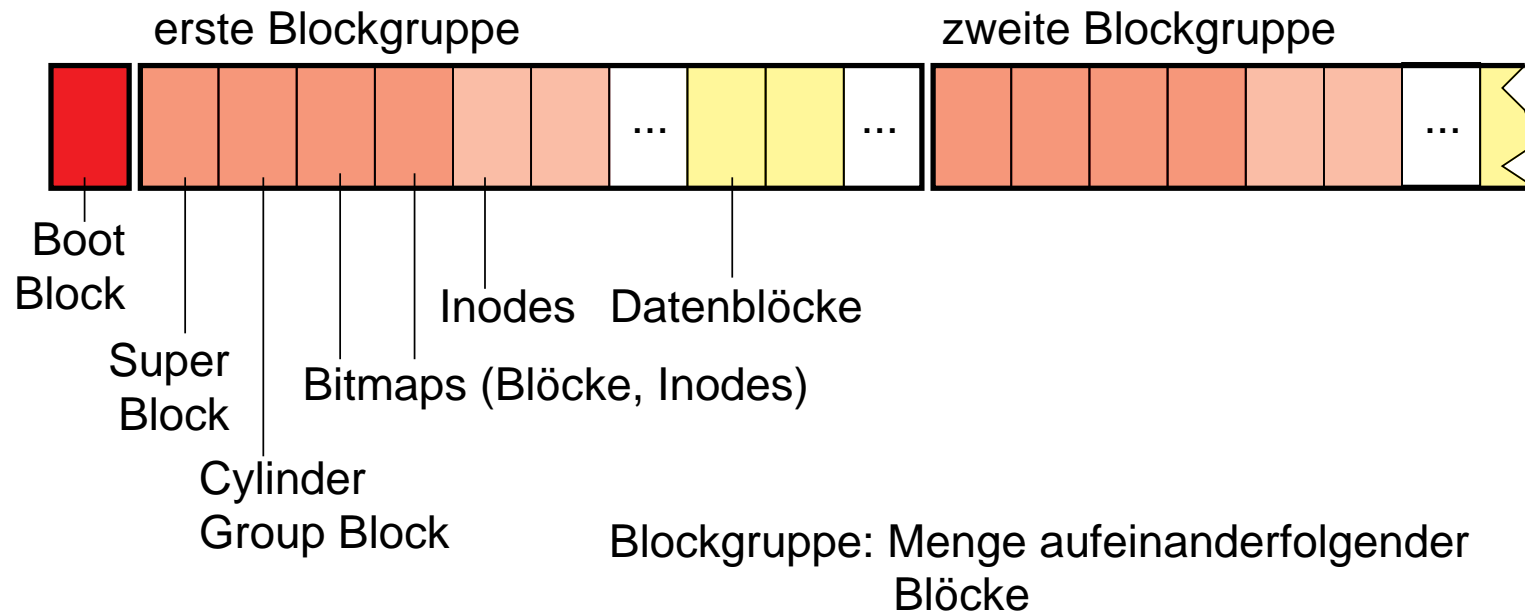 erste Blockgruppe
zweite Blockgruppe
...
...
...
Boot
Block
Inodes
Datenblöcke
Super
Block
Bitmaps (Blöcke, Inodes)
Cylinder
Group Block
Blockgruppe: Menge aufeinanderfolgender
Blöcke